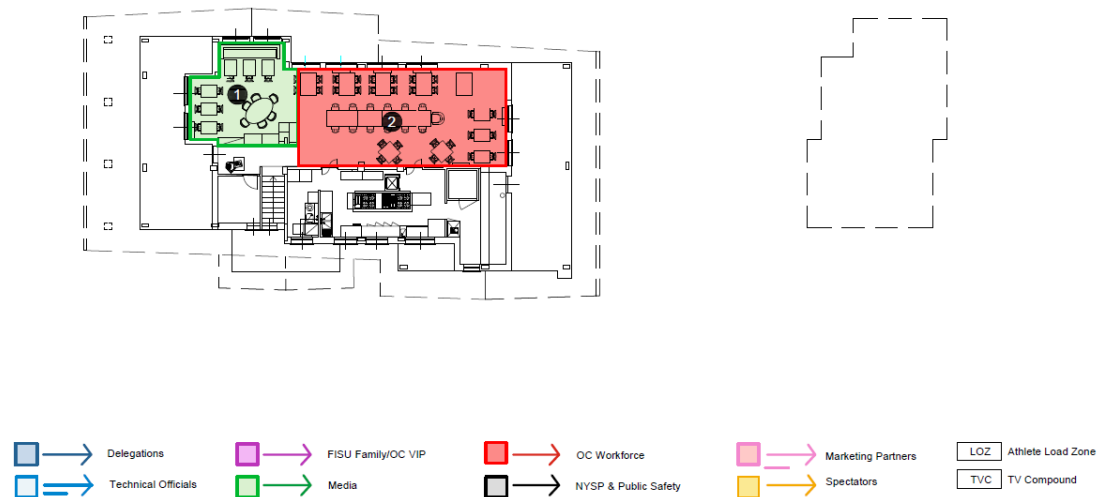 1
2
Delegations
FISU Family/OC VIP
OC Workforce
Marketing Partners
LOZ Athlete Load Zone
Technical Officials
Media
NYSP & Public Safety
Spectators
TVC TV Compound